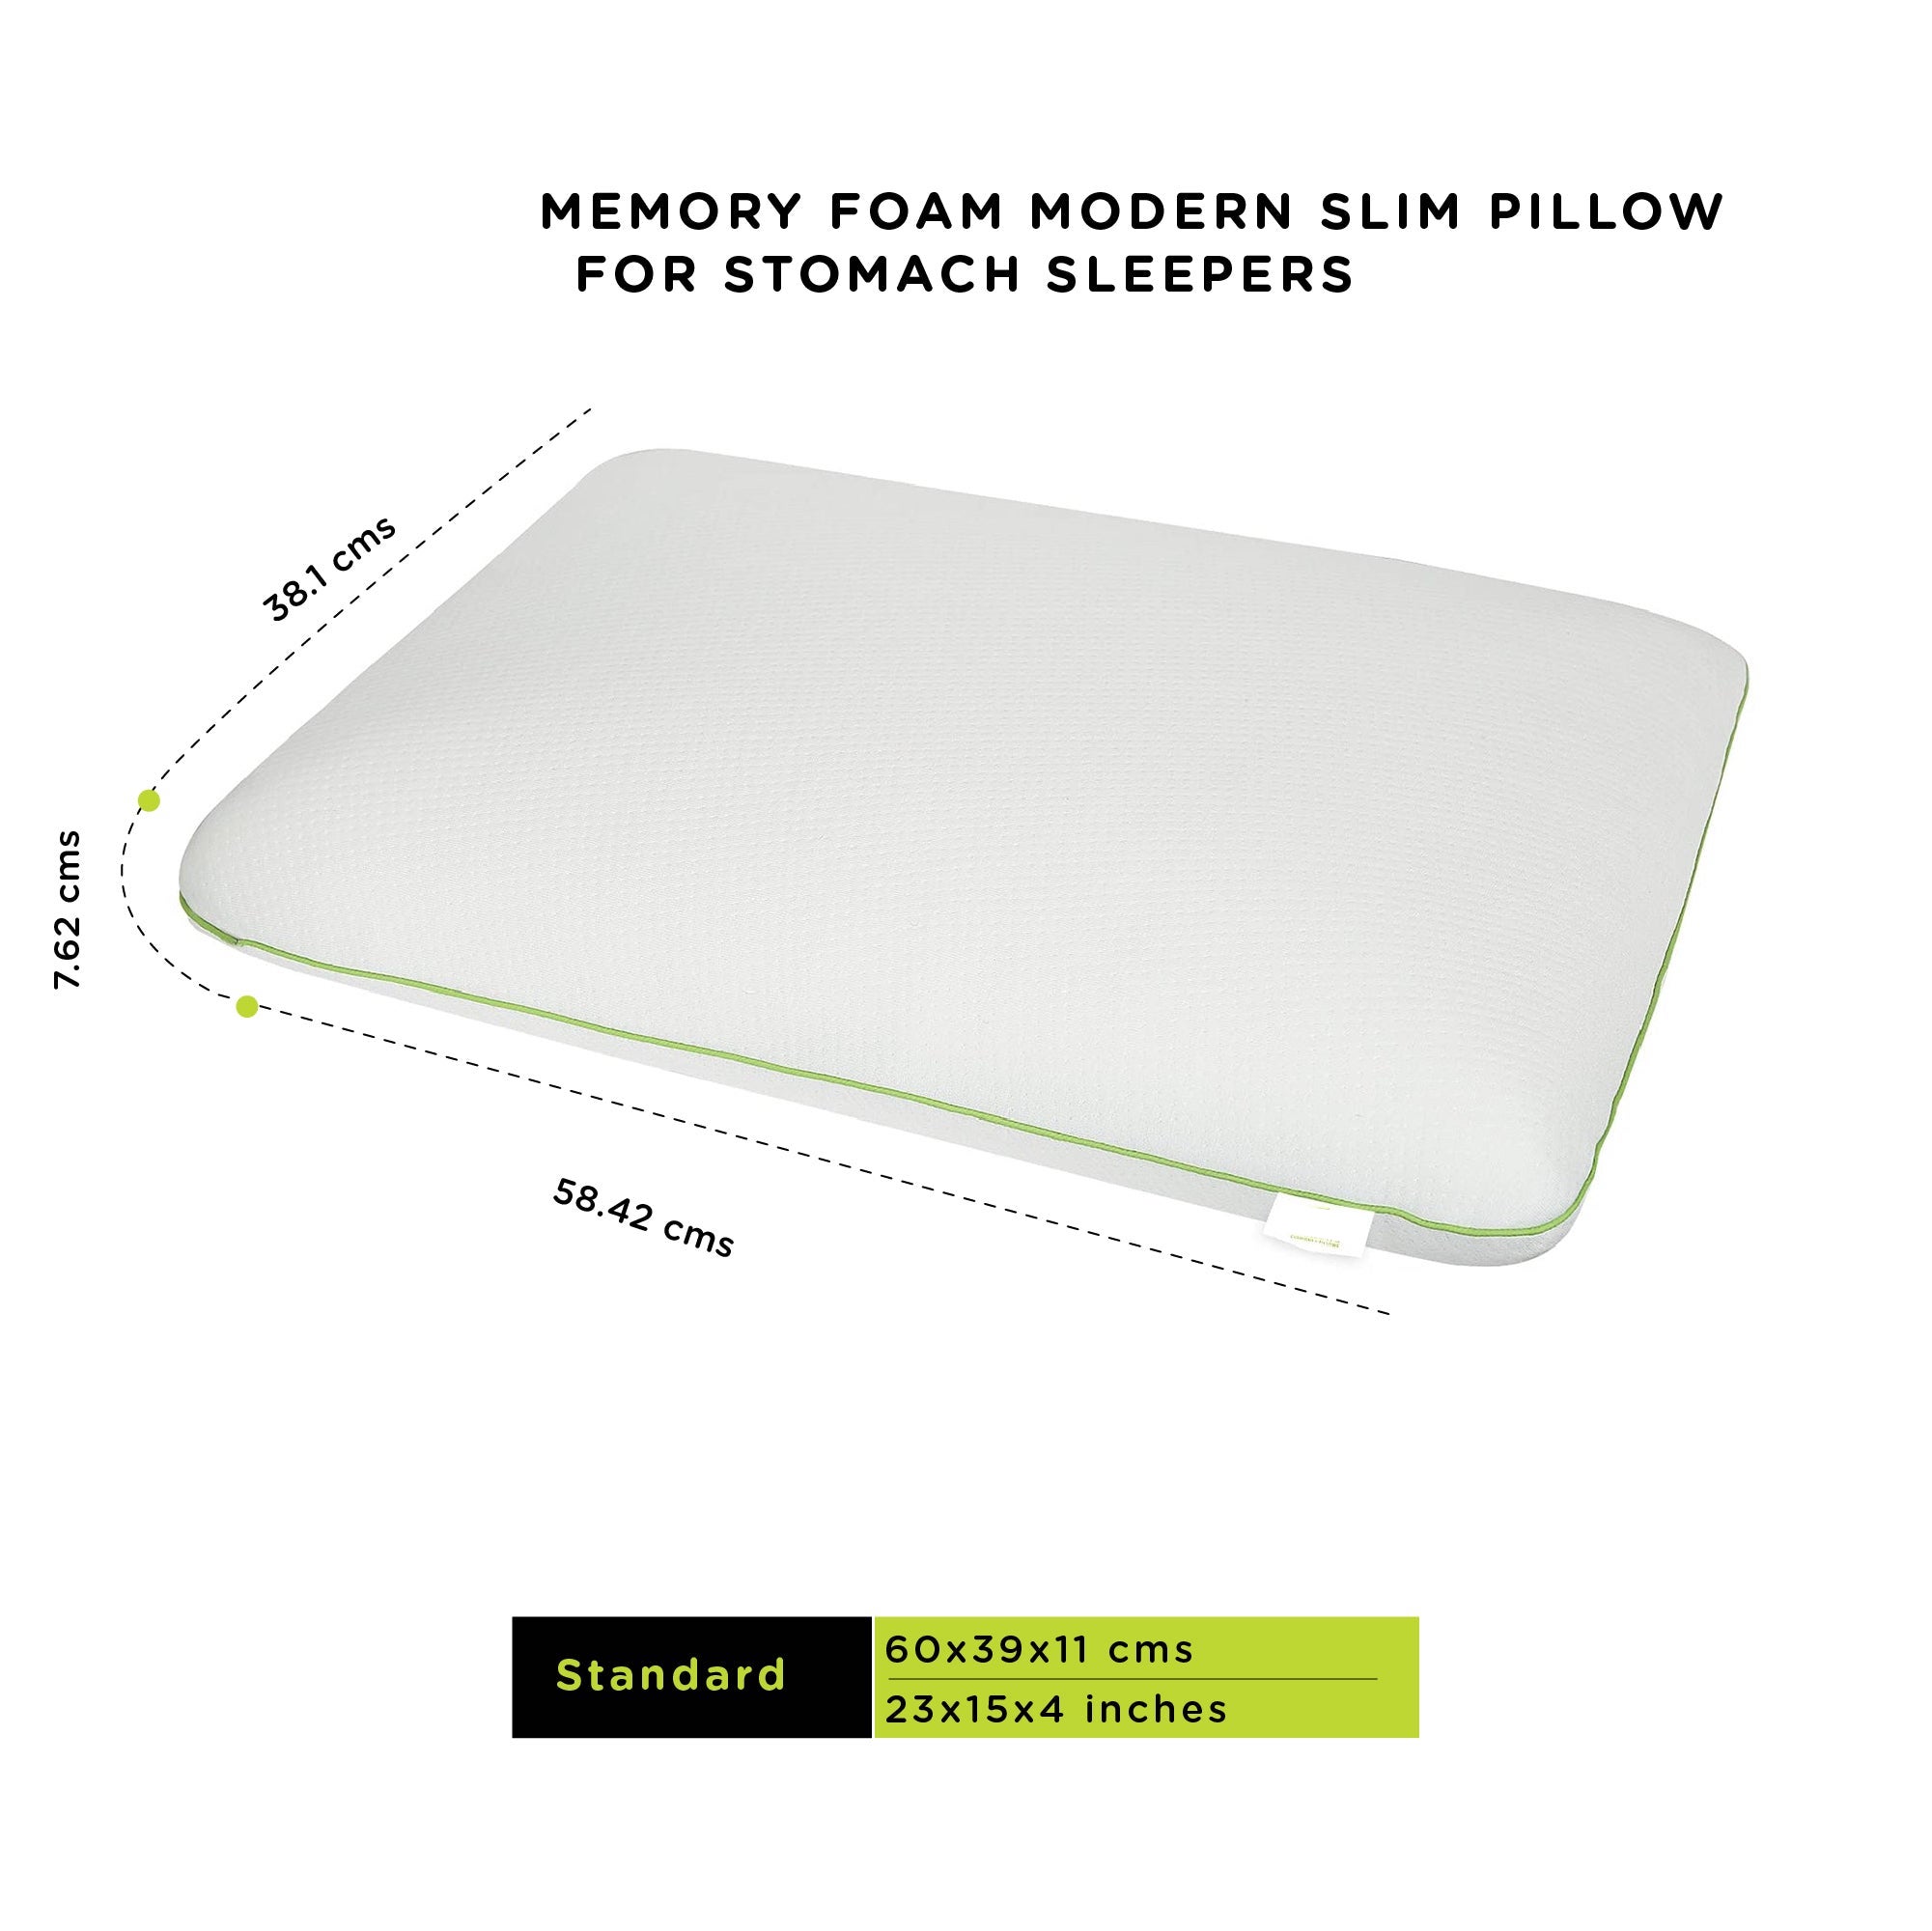 MEMORY FOAM MODERN SLIM PILLOW
FOR STOMACH SLEEPERS
38.1 cms
7.62 cms
58.42 cms
Standard
60x39x11 cms
23x15x4 inches